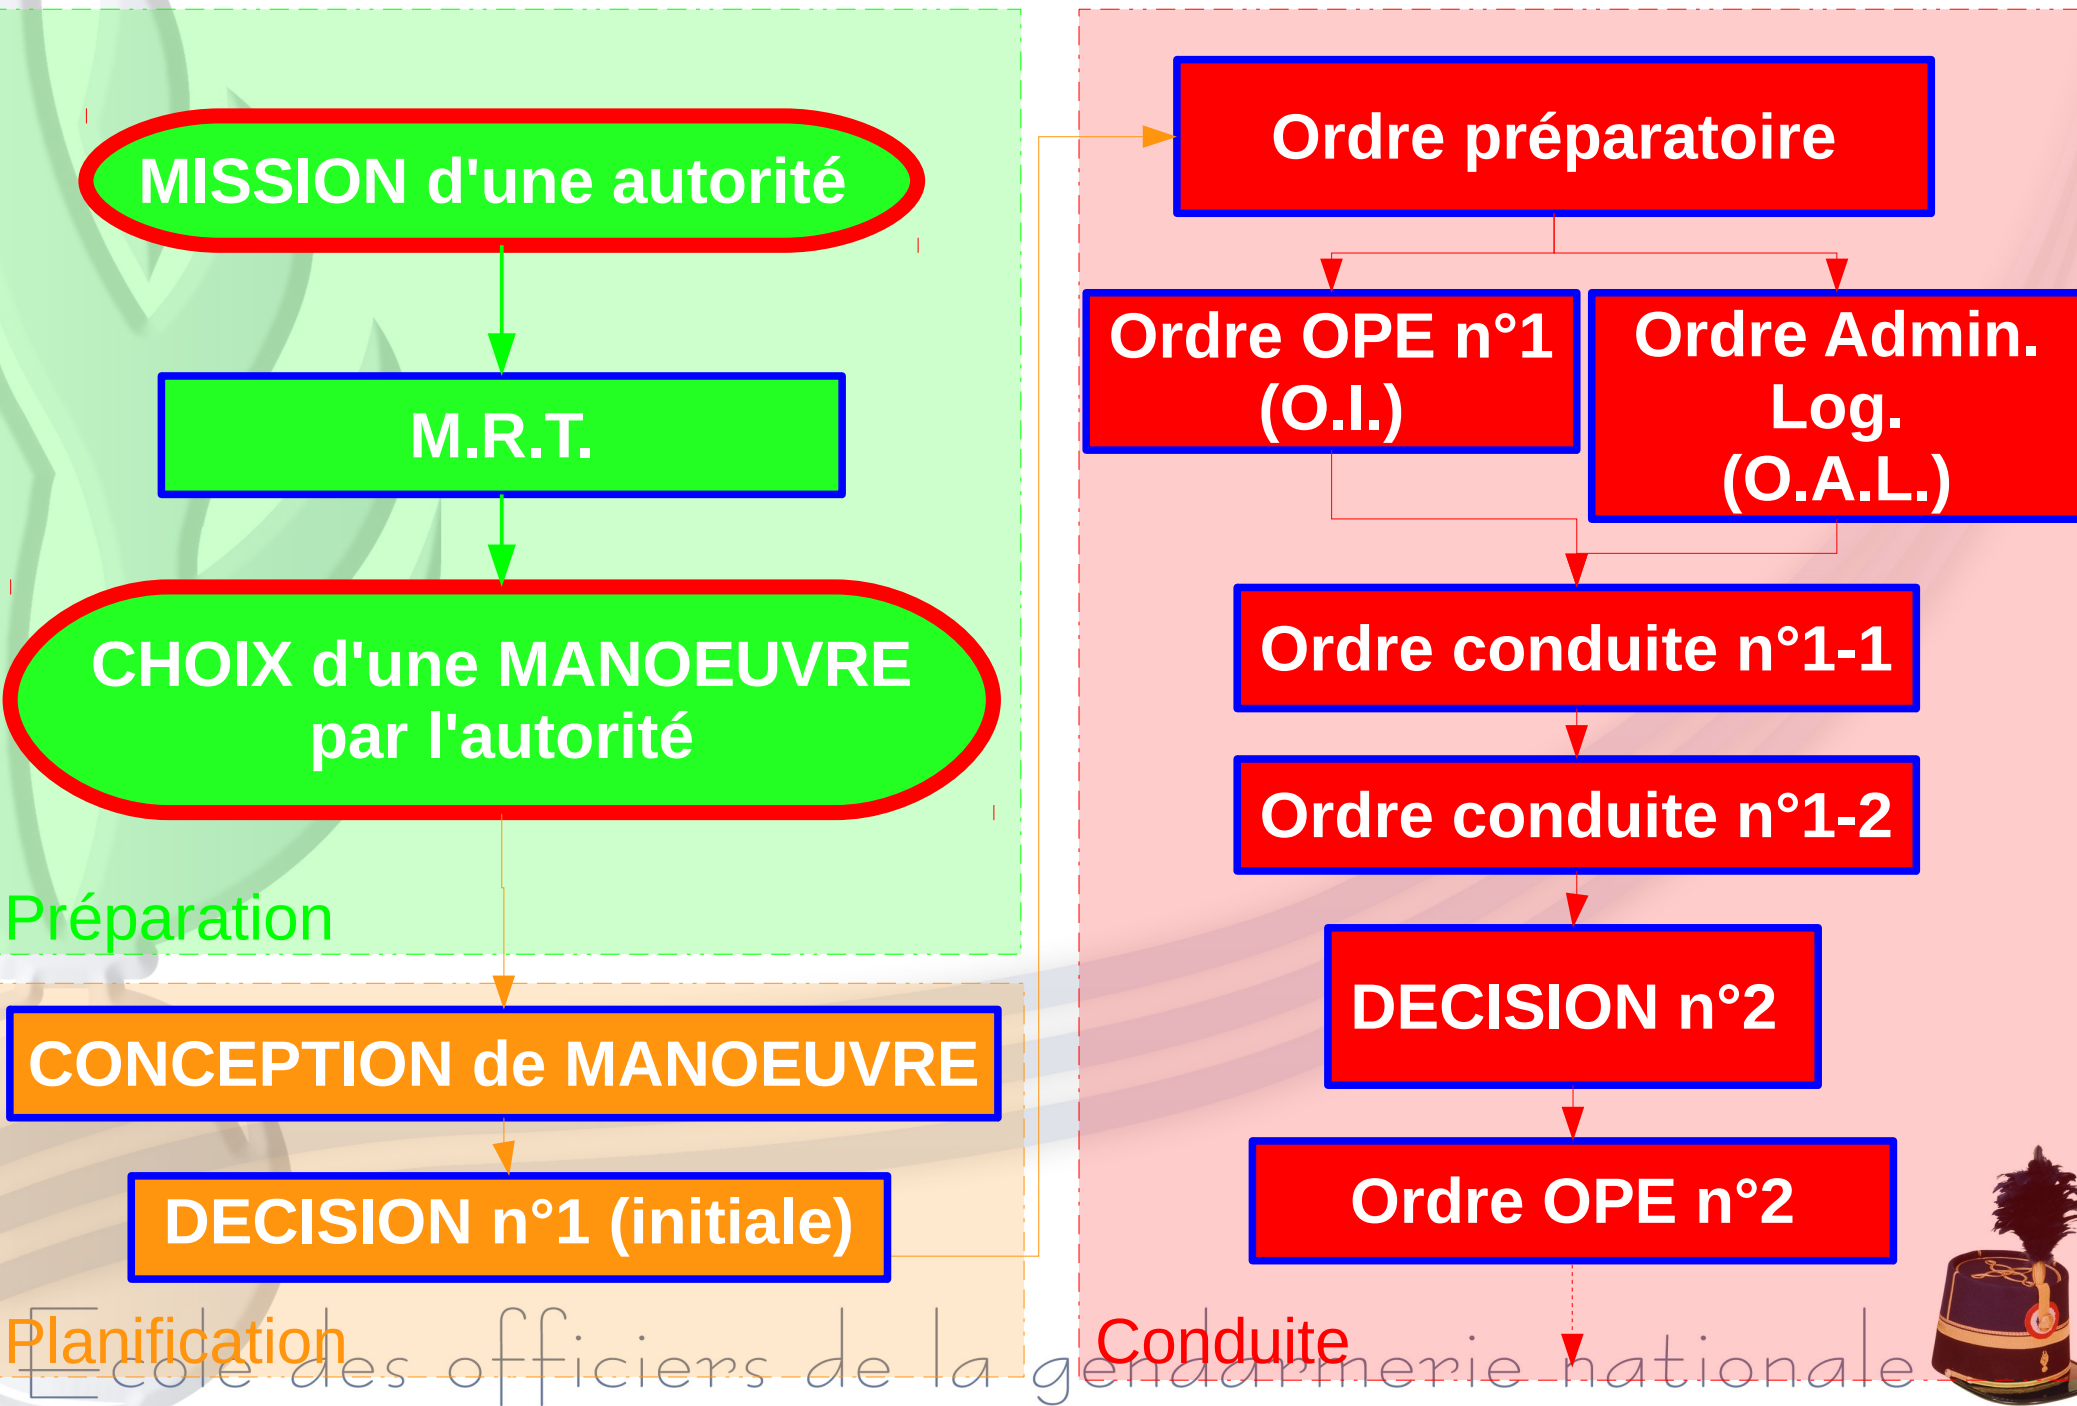 MISSION d'une autorité
M.R.T.
CHOIX d'une MANOEUVRE
par l'autorité
Préparation
CONCEPTION de MANOEUVRE
DECISION n°1 (initiale)
Planification
Ordre préparatoire
Ordre OPE n°1
(O.I.)
Ordre Admin.
Log.
(O.A.L.)
Ordre conduite n°1-1
Ordre conduite n°1-2
DECISION n°2
Ordre OPE n°2
Conduite
Ecole des officiers de la gendarmerie nationale